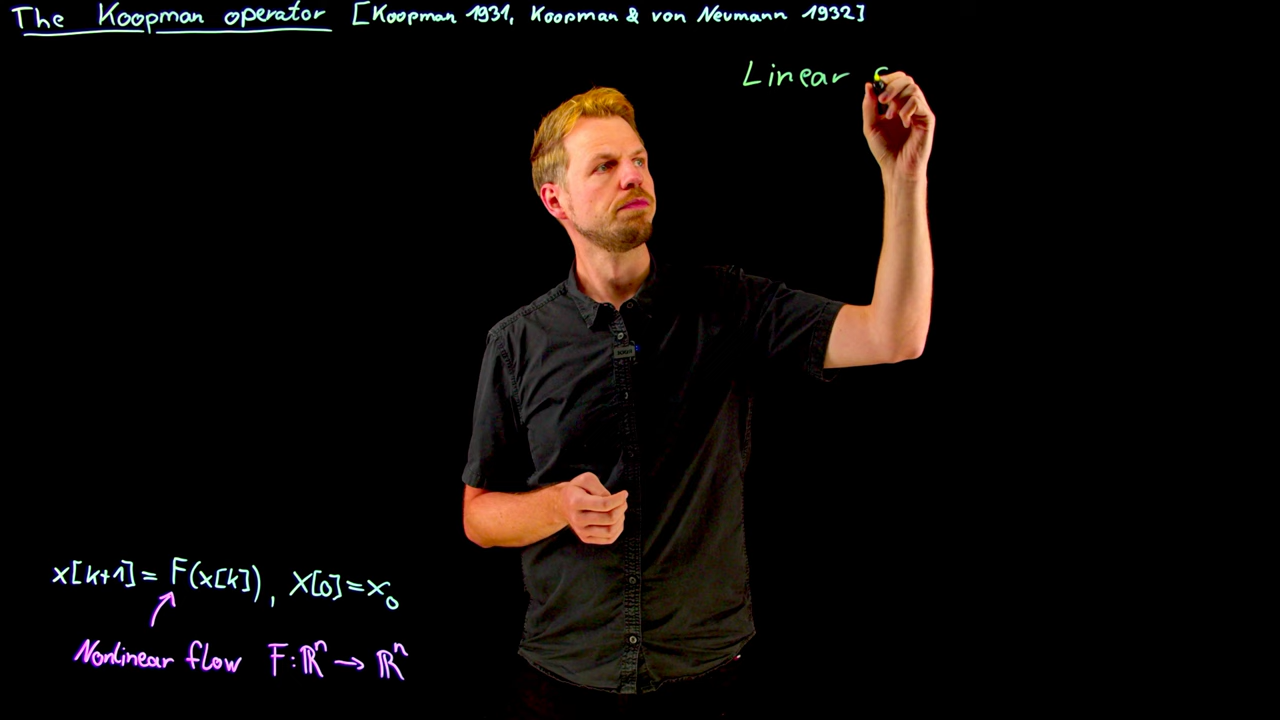 The Koopman operator [Koopman 1931, Koopman & von Neumann 1932]
Linear
x[k+1] = F(x[k]), x[0] = x₀
Nonlinear flow F: ℝⁿ → ℝⁿ